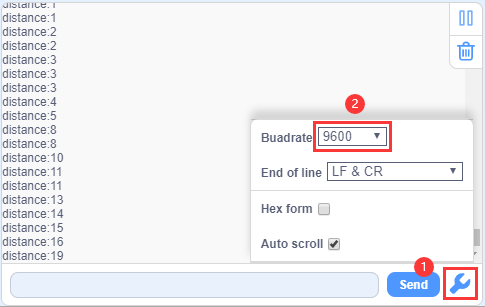 distance:1
distance:1
distance:2
distance:2
distance:3
distance:3
distance:3
distance:4
distance:5
distance:8
distance:8
distance:10
distance:11
distance:11
distance:13
distance:14
distance:15
distance:16
distance:19
2
Buadrate 9600
End of line LF & CR
Hex form
Auto scroll
1
Send